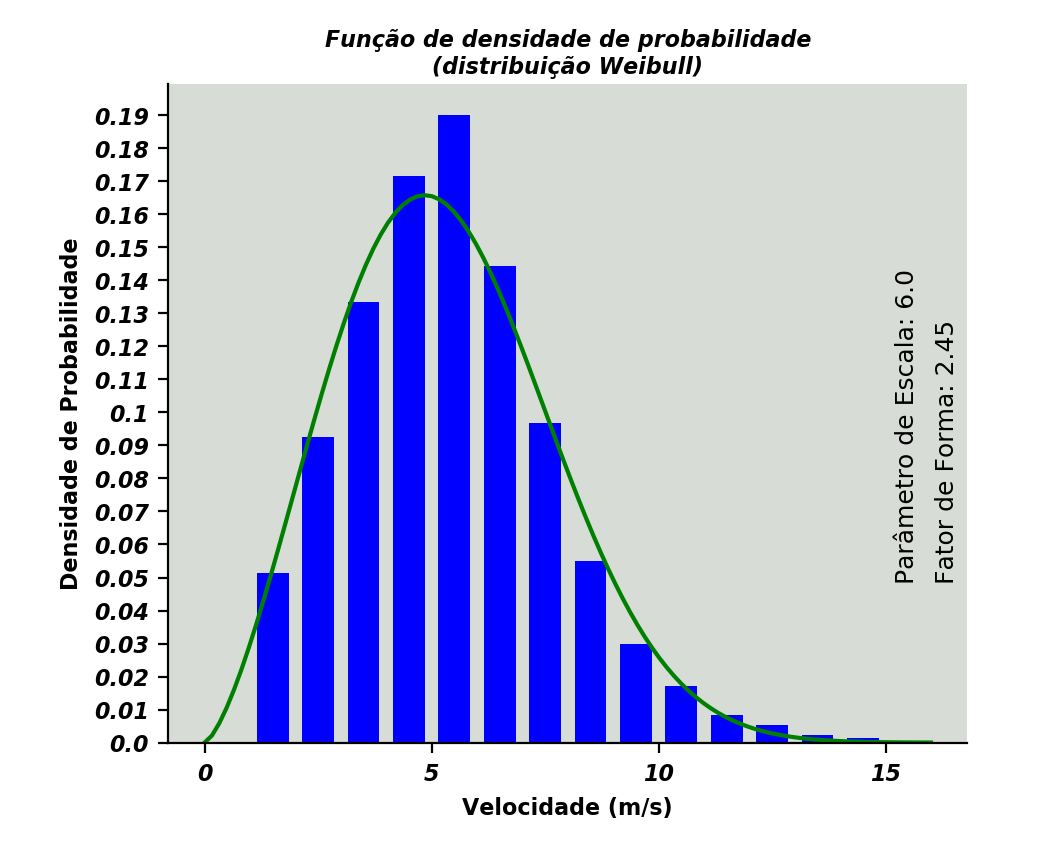 Função de densidade de probabilidade
(distribuição Weibull)
Densidade de Probabilidade
0.19
0.18
0.17
0.16
0.15
0.14
0.13
0.12
0.11
0.1
0.09
0.08
0.07
0.06
0.05
0.04
0.03
0.02
0.01
0.0
Parâmetro de Escala: 6.0
Fator de Forma: 2.45
0 5 10 15
Velocidade (m/s)